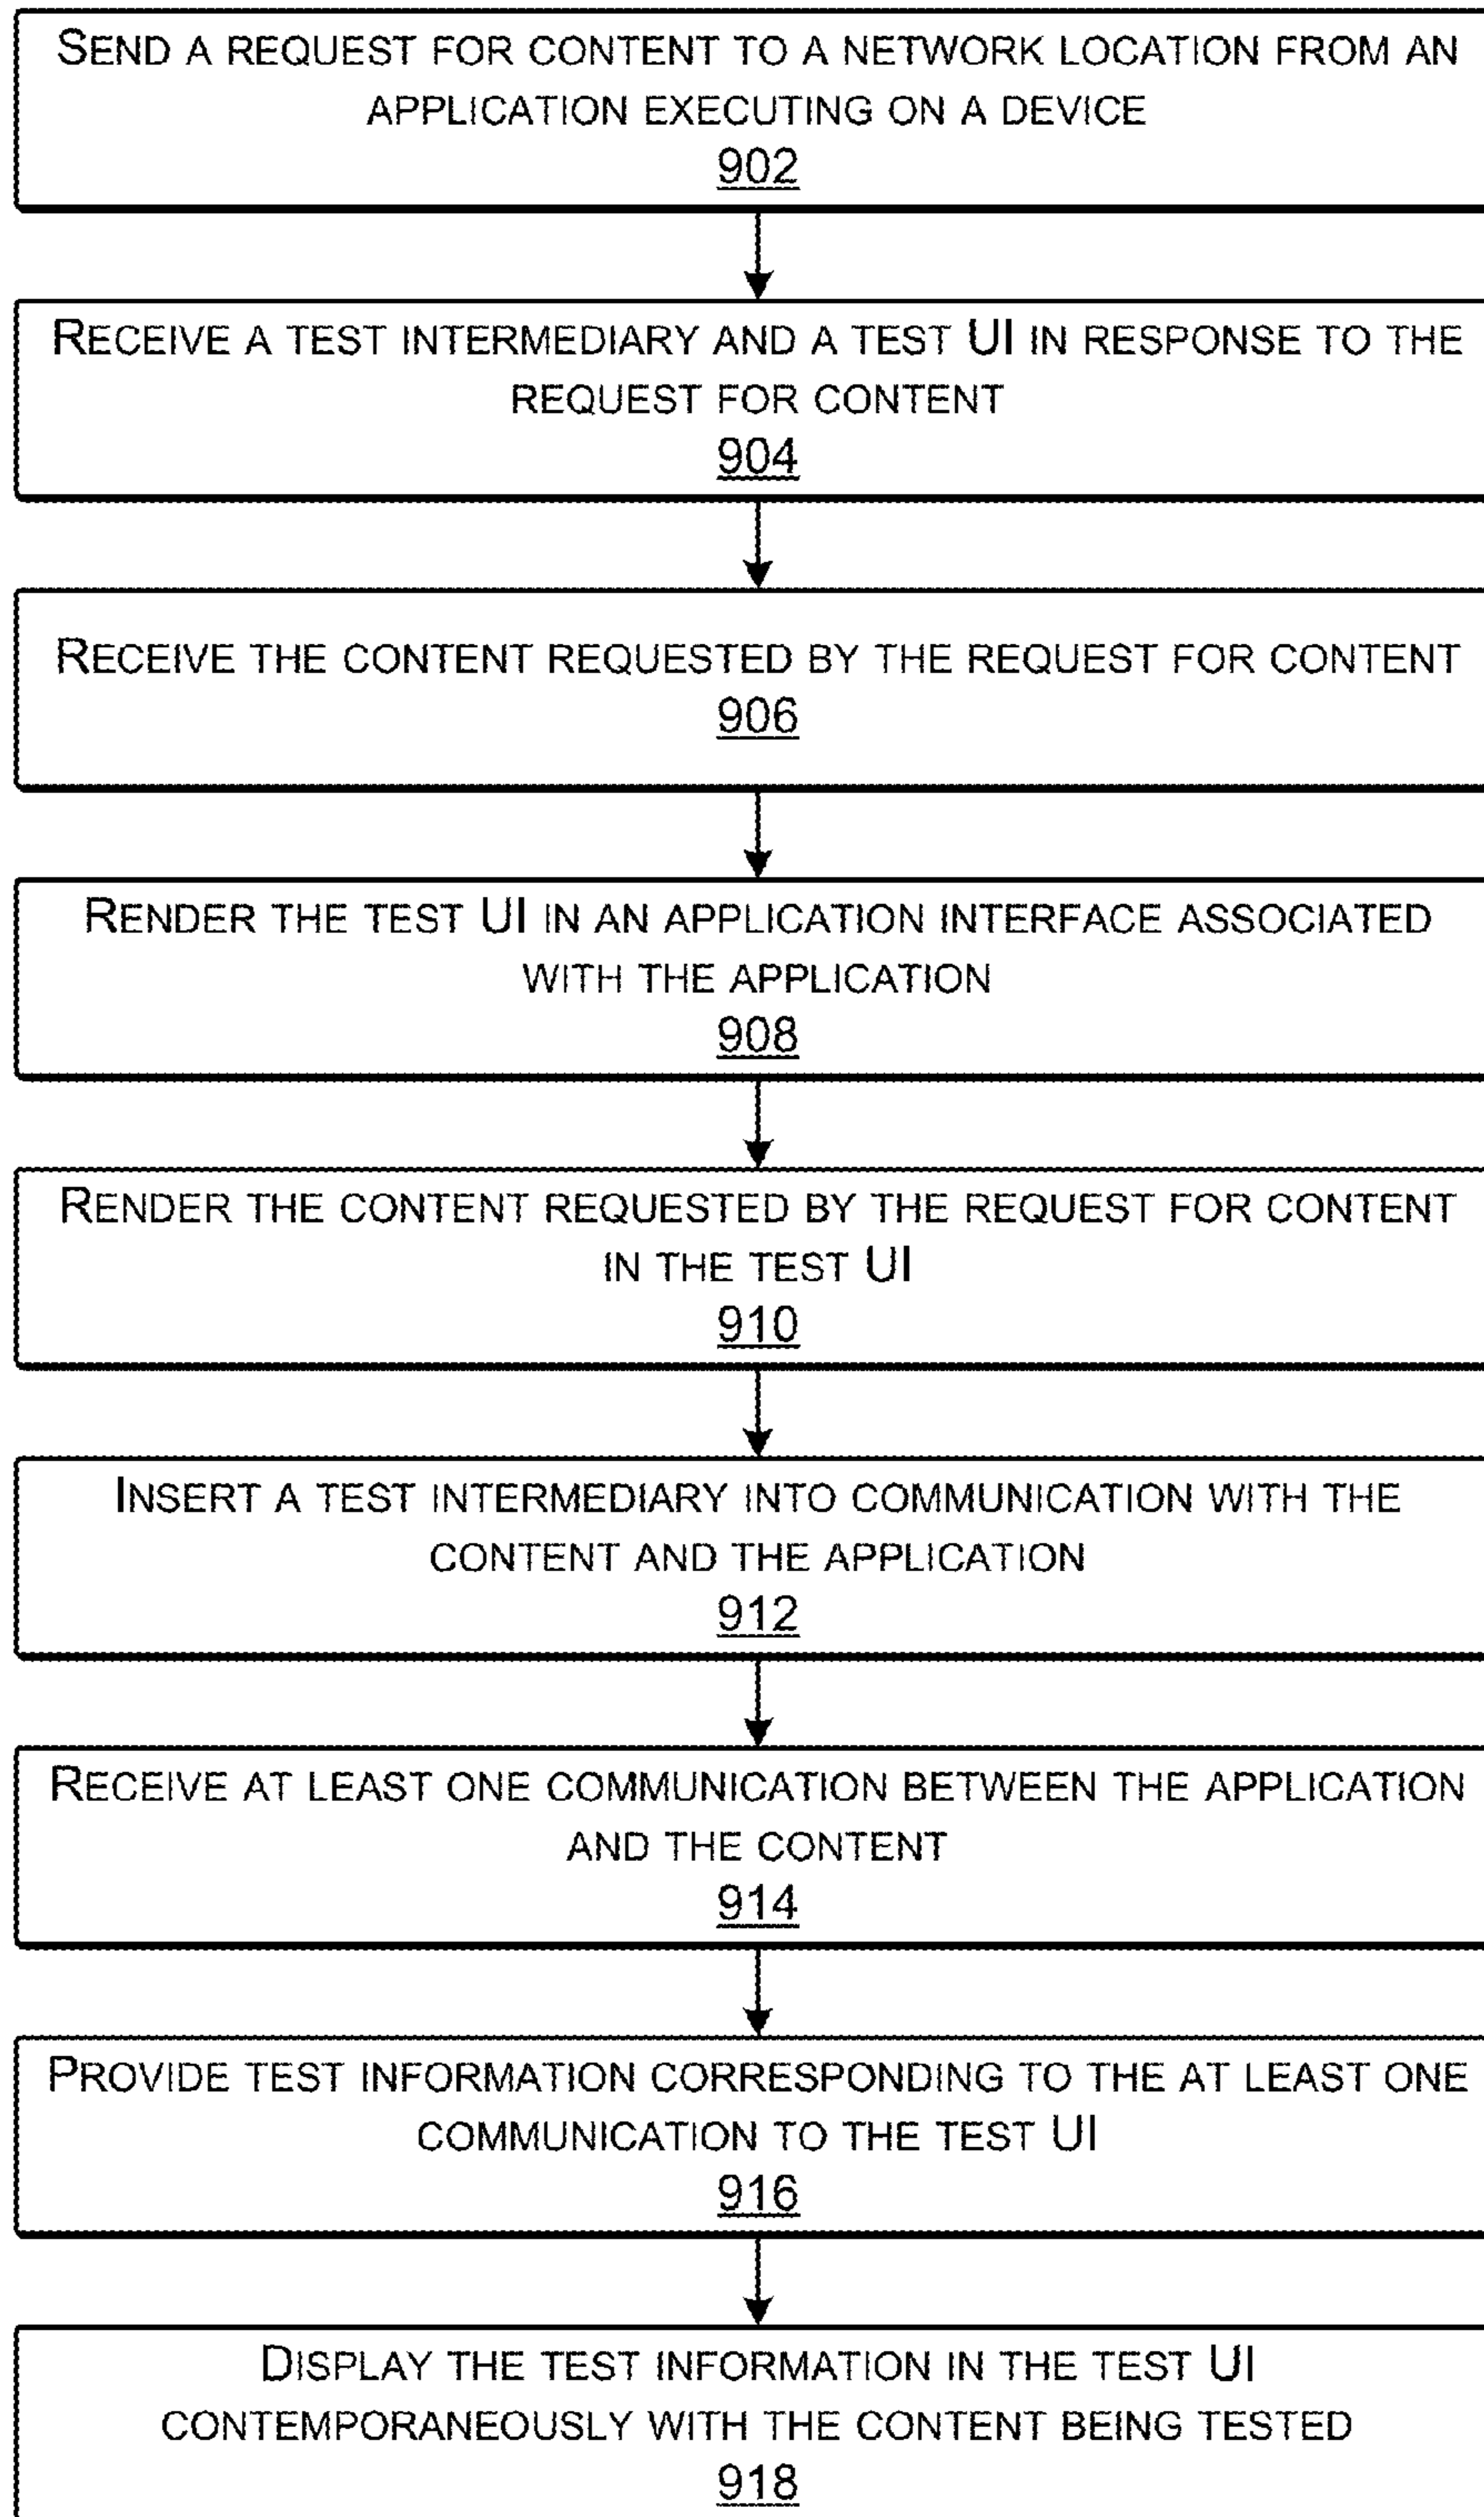 SEND A REQUEST FOR CONTENT TO A NETWORK LOCATION FROM AN
APPLICATION EXECUTING ON A DEVICE
902
RECEIVE A TEST INTERMEDIARY AND A TEST UI IN RESPONSE TO THE
REQUEST FOR CONTENT
904
RECEIVE THE CONTENT REQUESTED BY THE REQUEST FOR CONTENT
906
RENDER THE TEST UI IN AN APPLICATION INTERFACE ASSOCIATED
WITH THE APPLICATION
908
RENDER THE CONTENT REQUESTED BY THE REQUEST FOR CONTENT
IN THE TEST UI
910
INSERT A TEST INTERMEDIARY INTO COMMUNICATION WITH THE
CONTENT AND THE APPLICATION
912
RECEIVE AT LEAST ONE COMMUNICATION BETWEEN THE APPLICATION
AND THE CONTENT
914
PROVIDE TEST INFORMATION CORRESPONDING TO THE AT LEAST ONE
COMMUNICATION TO THE TEST UI
916
DISPLAY THE TEST INFORMATION IN THE TEST UI
CONTEMPORANEOUSLY WITH THE CONTENT BEING TESTED
918